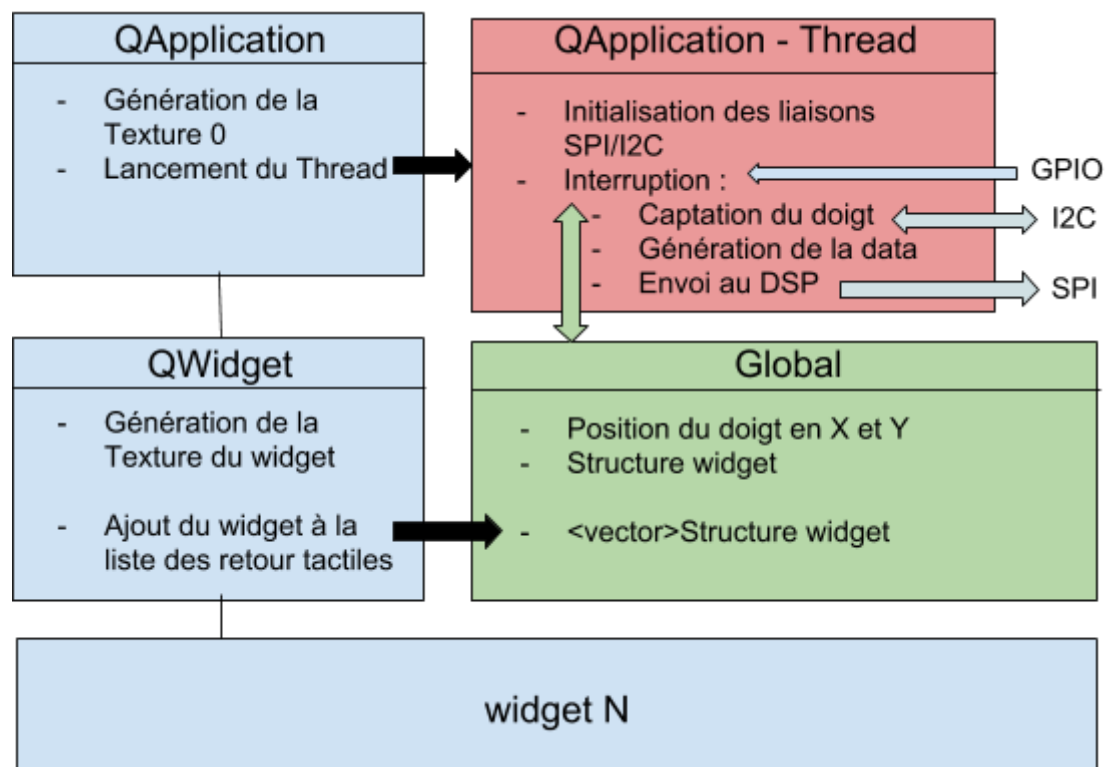 QApplication
- Génération de la
Texture 0
- Lancement du Thread
QApplication - Thread
- Initialisation des liaisons
SPI/I2C
- Interruption :
- Captation du doigt
- Génération de la data
- Envoi au DSP
GPIO
I2C
SPI
QWidget
- Génération de la
Texture du widget
- Ajout du widget à la
liste des retour tactiles
Global
- Position du doigt en X et Y
- Structure widget
- <vector>Structure widget
widget N